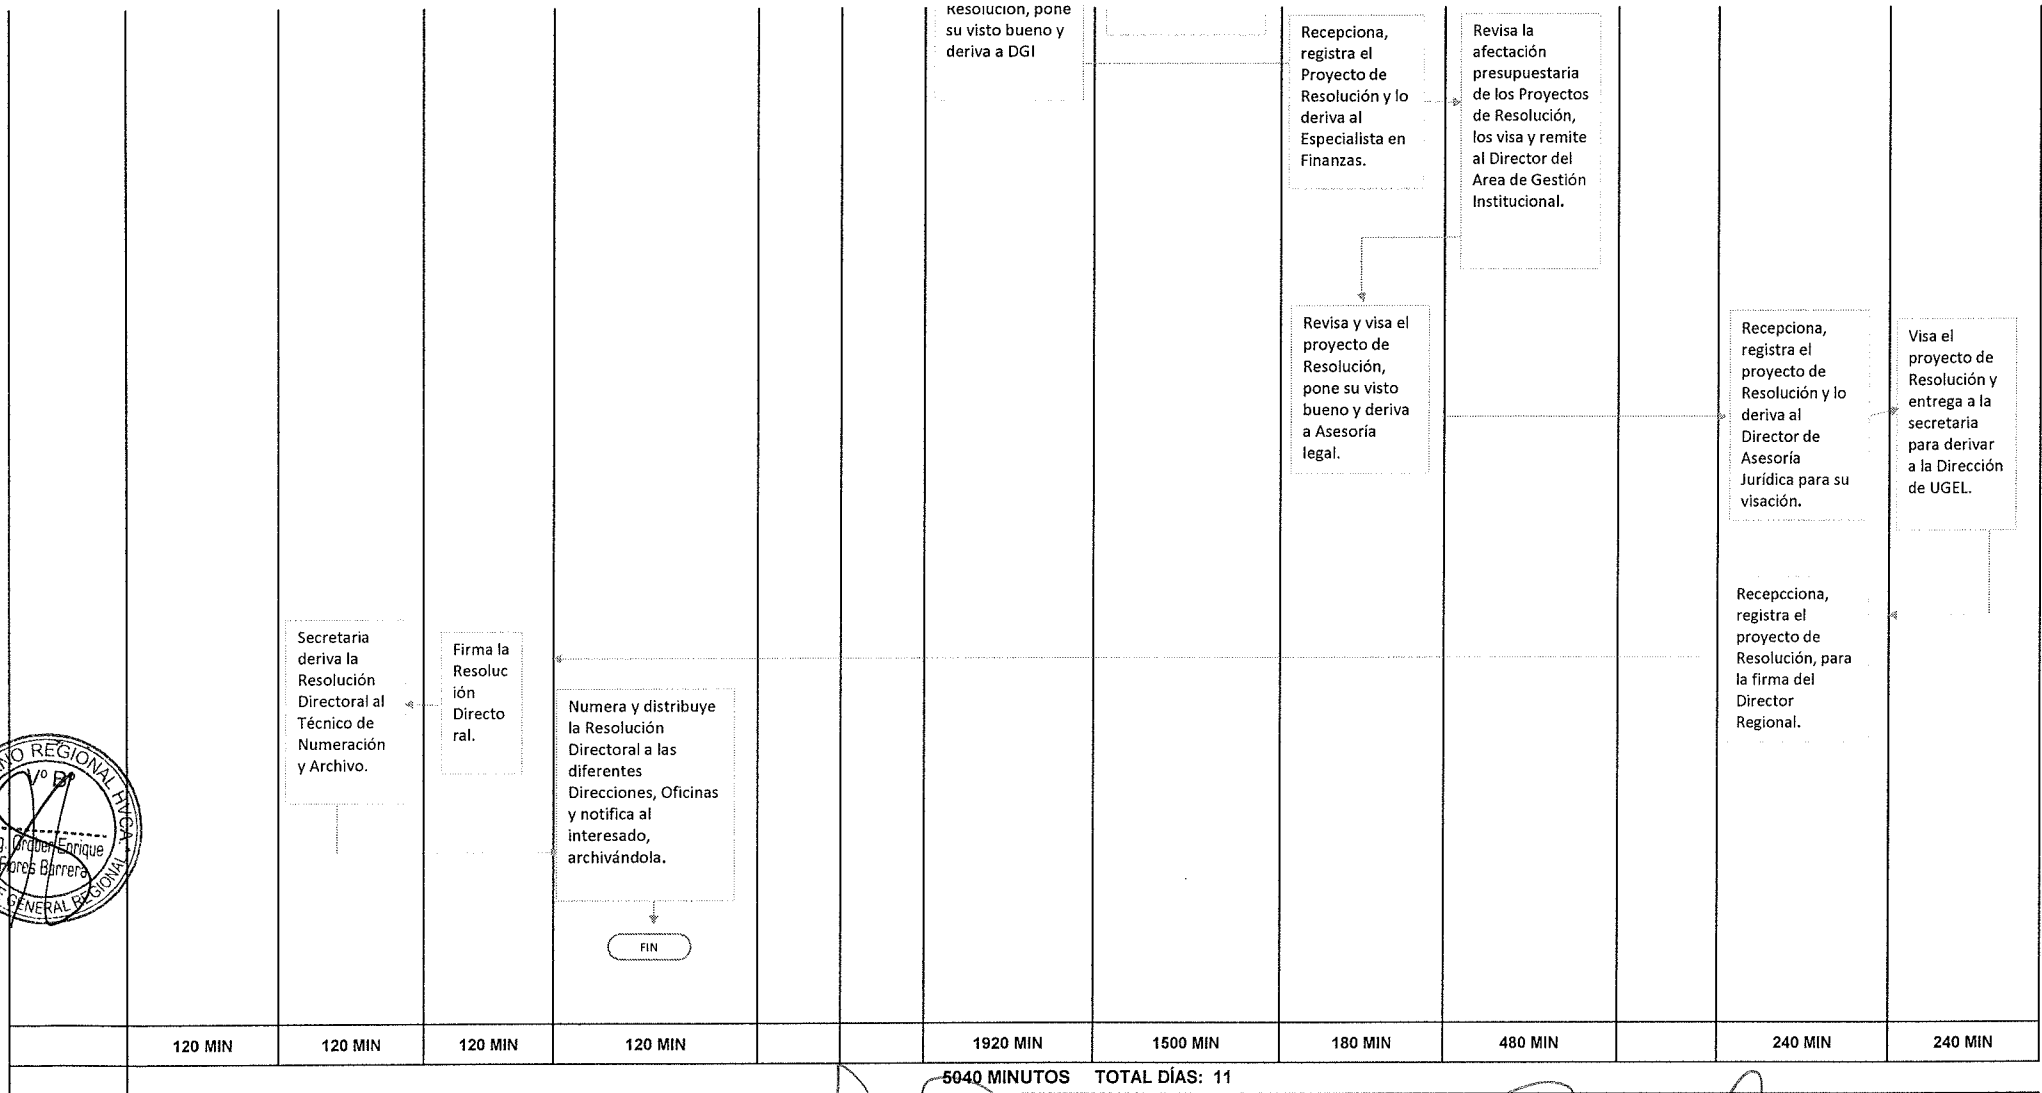 Resolución, pone
su visto bueno y
deriva a DGI
Recepciona,
registra el
Proyecto de
Resolución y lo
deriva al
Especialista en
Finanzas.
Revisa la
afectación
presupuestaria
de los Proyectos
de Resolución,
los visa y remite
al Director del
Area de Gestión
Institucional.
Revisa y visa el
proyecto de
Resolución,
pone su visto
bueno y deriva
a Asesoría
legal.
Recepciona,
registra el
proyecto de
Resolución y lo
deriva al
Director de
Asesoría
Jurídica para su
visación.
Visa el
proyecto de
Resolución y
entrega a la
secretaria
para derivar
a la Dirección
de UGEL.
Recepcciona,
registra el
proyecto de
Resolución, para
la firma del
Director
Regional.
Firma la
Resoluc
ión
Directo
ral.
Secretaria
deriva la
Resolución
Directoral al
Técnico de
Numeración
y Archivo.
Numera y distribuye
la Resolución
Directoral a las
diferentes
Direcciones, Oficinas
y notifica al
interesado,
archivándola.
FIN
REGIONAL HVCA
Vº Bº
Enrique
Flores Barrera
GENERAL REGIONAL
120 MIN 120 MIN 120 MIN 120 MIN 1920 MIN 1500 MIN 180 MIN 480 MIN 240 MIN 240 MIN
5040 MINUTOS TOTAL DÍAS: 11